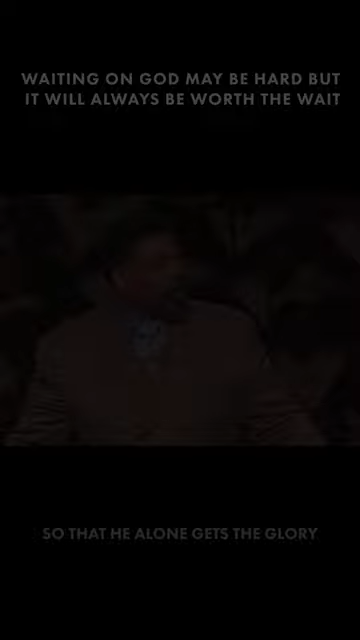 WAITING ON GOD MAY BE HARD BUT
IT WILL ALWAYS BE WORTH THE WAIT
SO THAT HE ALONE GETS THE GLORY